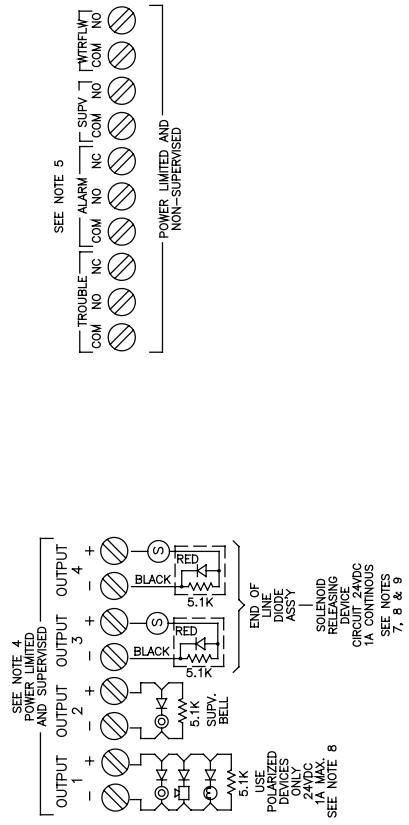 SEE NOTE 4
POWER LIMITED
AND SUPERVISED
OUTPUT
1
OUTPUT
2
OUTPUT
3
OUTPUT
4
- +
- +
- +
- +
5.1K
USE
POLARIZED
DEVICES
ONLY
24VDC
1A MAX.
SEE NOTE 8
5.1K
SUPV.
BELL
BLACK
RED
S
5.1K
BLACK
RED
S
5.1K
END OF
LINE
DIODE
ASS'Y
SOLENOID
RELEASING
DEVICE
CIRCUIT 24VDC
1A CONTINOUS
SEE NOTES
7, 8 & 9
SEE NOTE 5
TROUBLE
ALARM
SUPV
WTRFLW
COM NO NC COM NO NC COM NO COM NO
POWER LIMITED AND
NON-SUPERVISED